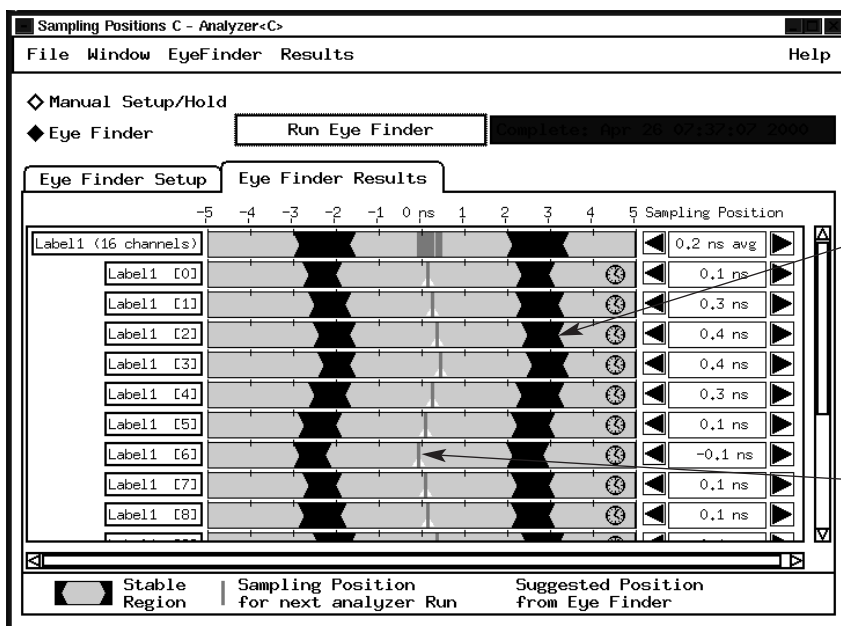 Sampling Positions C - Analyzer<C>
File Window EyeFinder Results Help
Manual Setup/Hold
Eye Finder Run Eye Finder Complete: Apr 26 07:37:07 2000
Eye Finder Setup Eye Finder Results
-5 -4 -3 -2 -1 0 ns 1 2 3 4 5 Sampling Position
Label1 (16 channels) 0.2 ns avg
Label1 [0] 0.1 ns
Label1 [1] 0.3 ns
Label1 [2] 0.4 ns
Label1 [3] 0.4 ns
Label1 [4] 0.3 ns
Label1 [5] 0.1 ns
Label1 [6] -0.1 ns
Label1 [7] 0.1 ns
Label1 [8] 0.1 ns
Stable Region
Sampling Position for next analyzer Run
Suggested Position from Eye Finder